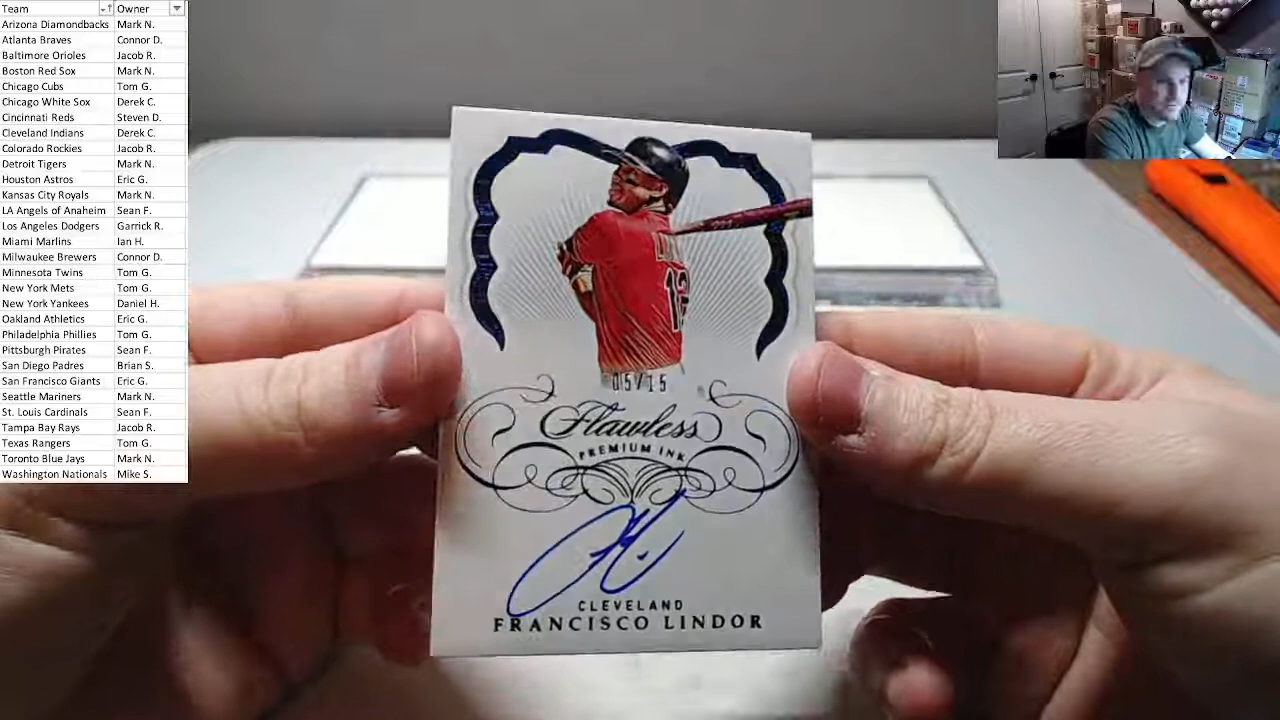 Team Owner
Arizona Diamondbacks Mark N.
Atlanta Braves Connor D.
Baltimore Orioles Jacob R.
Boston Red Sox Mark N.
Chicago Cubs Tom G.
Chicago White Sox Derek C.
Cincinnati Reds Steven D.
Cleveland Indians Derek C.
Colorado Rockies Jacob R.
Detroit Tigers Mark N.
Houston Astros Eric G.
Kansas City Royals Mark N.
LA Angels of Anaheim Sean F.
Los Angeles Dodgers Garrick R.
Miami Marlins Ian H.
Milwaukee Brewers Connor D.
Minnesota Twins Tom G.
New York Mets Tom G.
New York Yankees Daniel H.
Oakland Athletics Eric G.
Philadelphia Phillies Tom G.
Pittsburgh Pirates Sean F.
San Diego Padres Brian S.
San Francisco Giants Eric G.
Seattle Mariners Mark N.
St. Louis Cardinals Sean F.
Tampa Bay Rays Jacob R.
Texas Rangers Tom G.
Toronto Blue Jays Mark N.
Washington Nationals Mike S.
12
05/15
Flawless
PREMIUM INK
CLEVELAND
FRANCISCO LINDOR